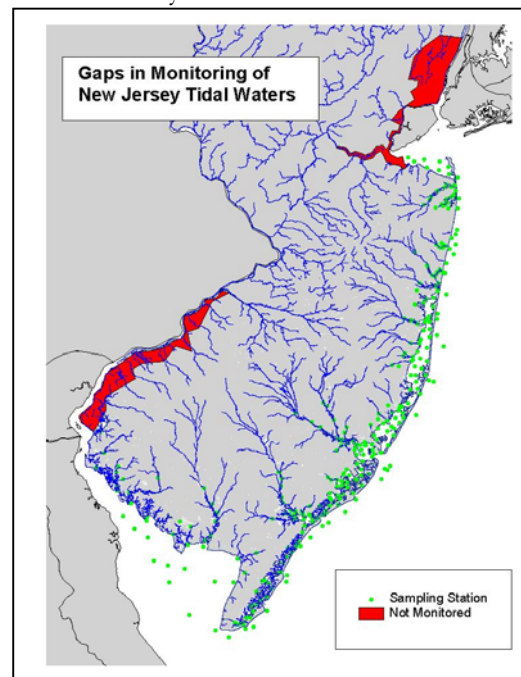 Gaps in Monitoring of
New Jersey Tidal Waters
Sampling Station
Not Monitored